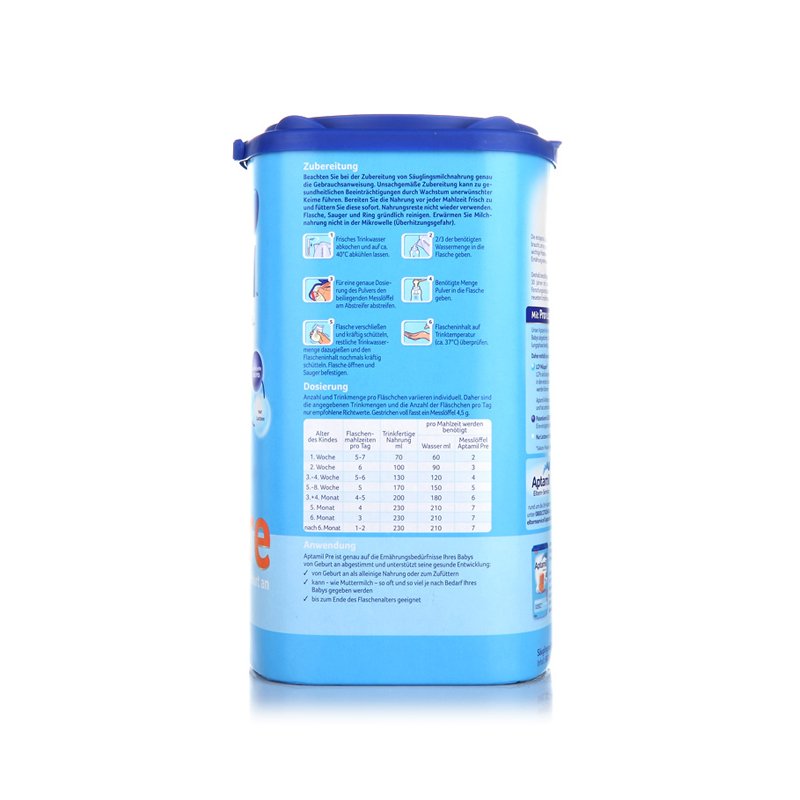 Zubereitung
Beachten Sie bei der Zubereitung von Säuglingsmilchnahrung genau
die Gebrauchsanweisung. Unsachgemäße Zubereitung kann zu ge-
sundheitlichen Beeinträchtigungen durch Wachstum unerwünschter
Keime führen. Bereiten Sie die Nahrung vor jeder Mahlzeit frisch zu
und füttern Sie diese sofort. Nahrungsreste nicht wieder verwenden.
Flasche, Sauger und Ring gründlich reinigen. Erwärmen Sie Milch-
nahrung nicht in der Mikrowelle (Überhitzungsgefahr).
1
Frisches Trinkwasser
abkochen und auf ca.
40°C abkühlen lassen.
2
2/3 der benötigten
Wassermenge in die
Flasche geben.
3
Für eine genaue Dosie-
rung des Pulvers den
beiliegenden Messlöffel
am Abstreifer abstreifen.
4
Benötigte Menge
Pulver in die Flasche
geben.
5
Flasche verschließen
und kräftig schütteln,
restliche Trinkwasser-
menge dazugießen und den
Flascheninhalt nochmals kräftig
schütteln. Flasche öffnen und
Sauger befestigen.
6
Flascheninhalt auf
Trinktemperatur
(ca. 37°C) überprüfen.
Dosierung
Anzahl und Trinkmenge pro Fläschchen variieren individuell. Daher sind
die angegebenen Trinkmengen und die Anzahl der Fläschchen pro Tag
nur empfohlene Richtwerte. Gestrichen voll fasst ein Messlöffel 4,5 g.
pro Mahlzeit werden
benötigt
Alter des Kindes Flaschen-mahlzeiten pro Tag Trinkfertige Nahrung ml Wasser ml Messlöffel Aptamil Pre
1. Woche 5-7 70 60 2
2. Woche 6 100 90 3
3.-4. Woche 5-6 130 120 4
5.-8. Woche 5 170 150 5
3.+4. Monat 4-5 200 180 6
5. Monat 4 230 210 7
6. Monat 3 230 210 7
nach 6. Monat 1-2 230 210 7
Anwendung
Aptamil Pre ist genau auf die Ernährungsbedürfnisse Ihres Babys
von Geburt an abgestimmt und unterstützt seine gesunde Entwicklung:
✓ von Geburt an als alleinige Nahrung oder zum Zufüttern
✓ kann - wie Muttermilch – so oft und so viel je nach Bedarf Ihres
Babys gegeben werden
✓ bis zum Ende des Flaschenalters geeignet
re
urt an
Mit Pro
Aptamil